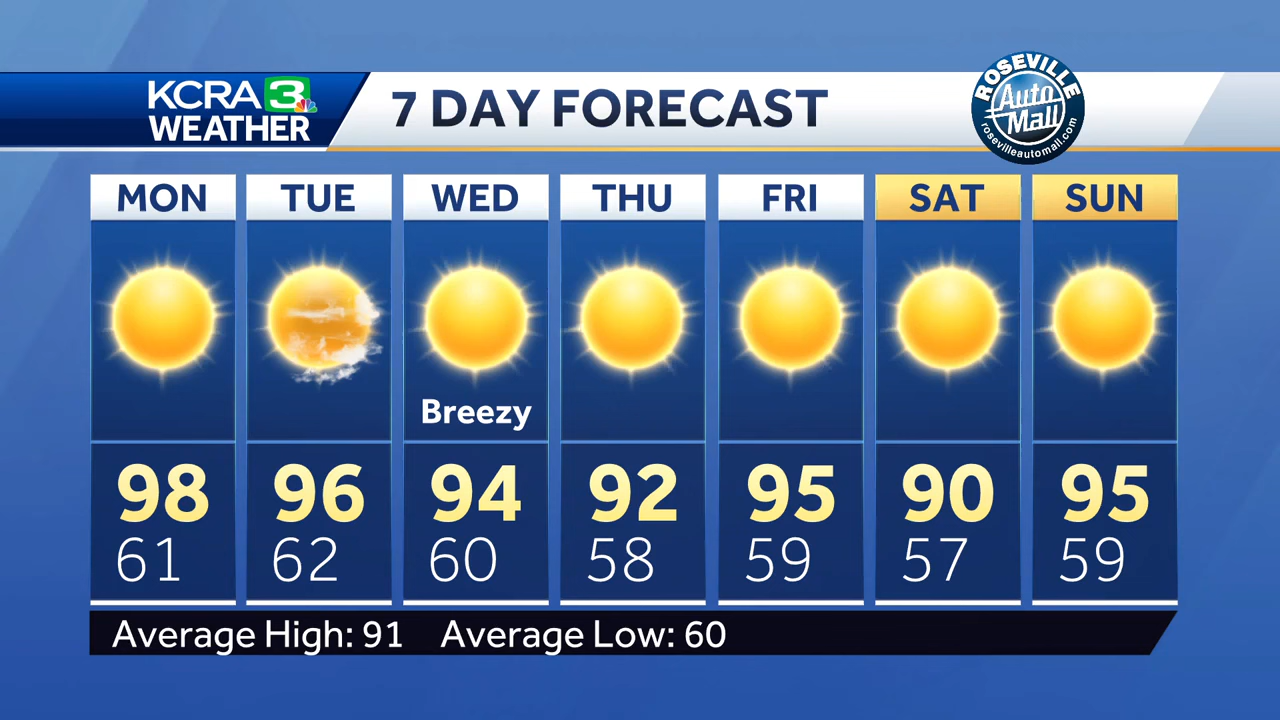 KCRA 3
WEATHER
7 DAY FORECAST
ROSEVILLE
Auto
Mall
rosevilleautomall.com
MON TUE WED THU FRI SAT SUN
Breezy
98 96 94 92 95 90 95
61 62 60 58 59 57 59
Average High: 91 Average Low: 60